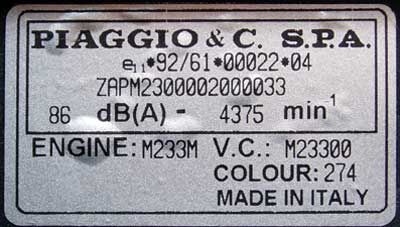 PIAGGIO & C. S.P.A.
e11*92/61*00022*04
ZAPM2300002000033
86 dB(A) - 4375 min-1
ENGINE: M233M V.C.: M23300
COLOUR: 274
MADE IN ITALY